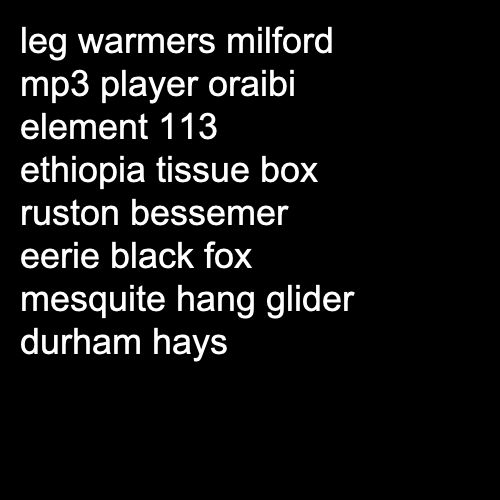 leg warmers milford
mp3 player oraibi
element 113
ethiopia tissue box
ruston bessemer
eerie black fox
mesquite hang glider
durham hays